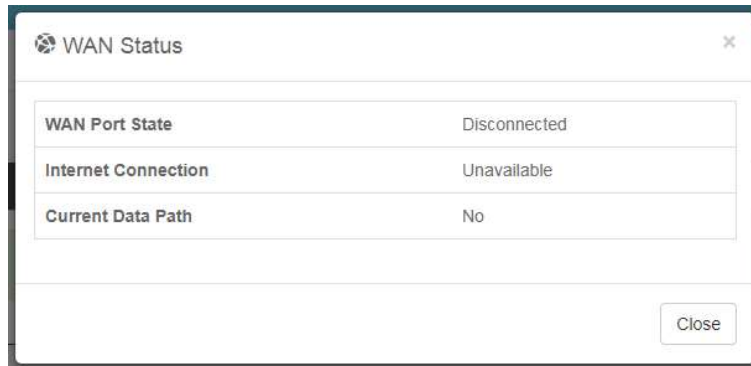 WAN Status
×
WAN Port State Disconnected
Internet Connection Unavailable
Current Data Path No
Close